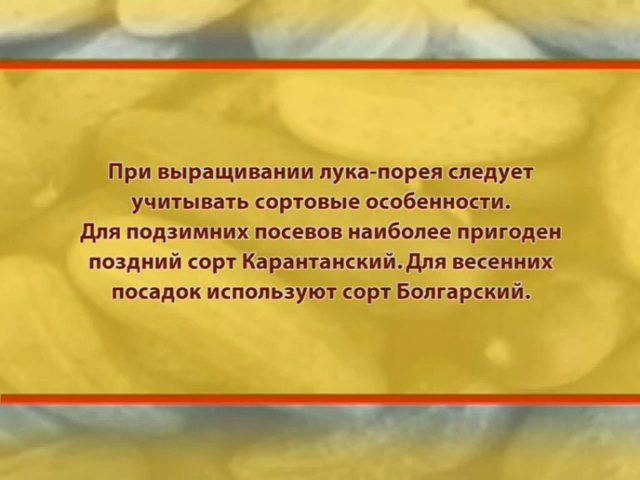 При выращивании лука-порея следует
учитывать сортовые особенности.
Для подзимних посевов наиболее пригоден
поздний сорт Карантанский. Для весенних
посадок используют сорт Болгарский.